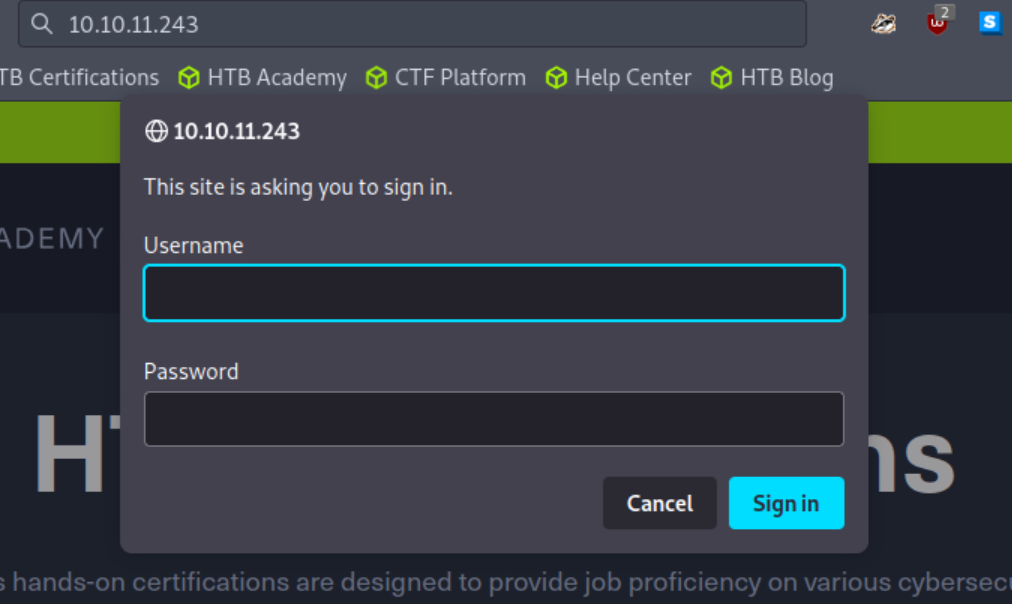 10.10.11.243
2
S
TB Certifications HTB Academy CTF Platform Help Center HTB Blog
10.10.11.243
This site is asking you to sign in.
ADEMY
Username
Password
HT ns
Cancel Sign in
s hands-on certifications are designed to provide job proficiency on various cybersecu